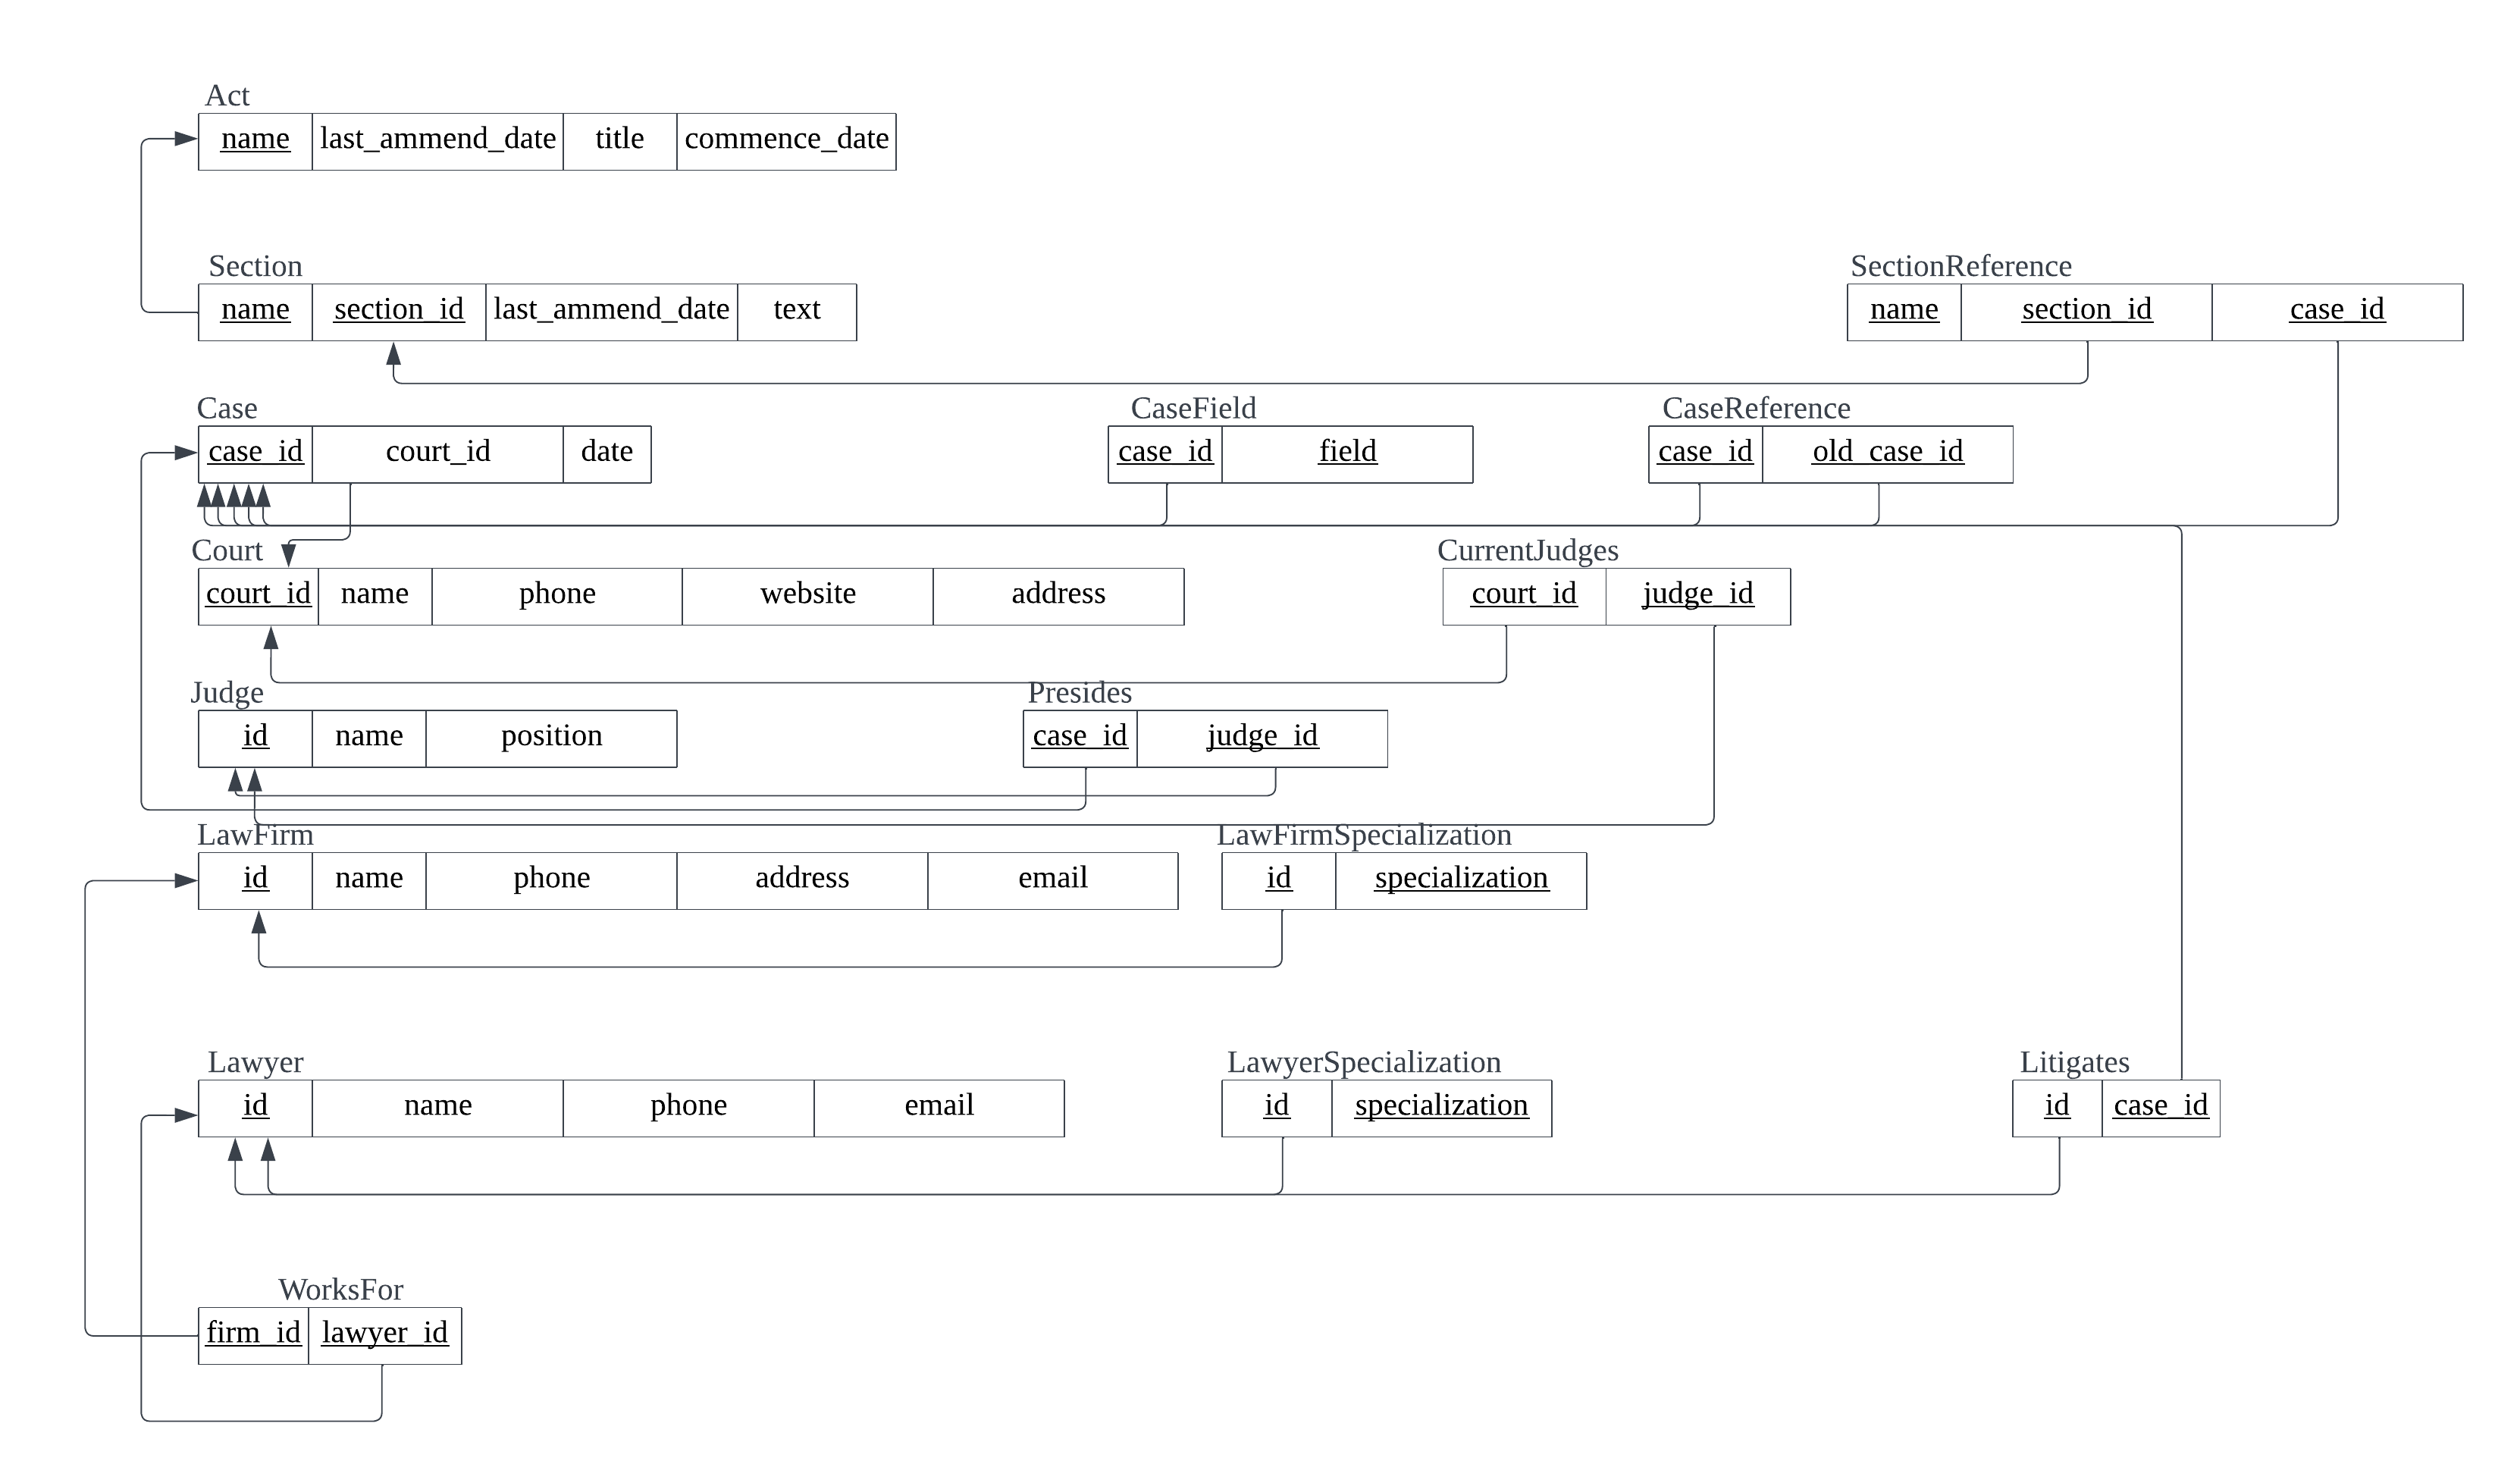 Act
name last_ammend_date title commence_date
Section
name section_id last_ammend_date text
SectionReference
name section_id case_id
Case
case_id court_id date
CaseField
case_id field
CaseReference
case_id old_case_id
Court
court_id name phone website address
CurrentJudges
court_id judge_id
Judge
id name position
Presides
case_id judge_id
LawFirm
id name phone address email
LawFirmSpecialization
id specialization
Lawyer
id name phone email
LawyerSpecialization
id specialization
Litigates
id case_id
WorksFor
firm_id lawyer_id